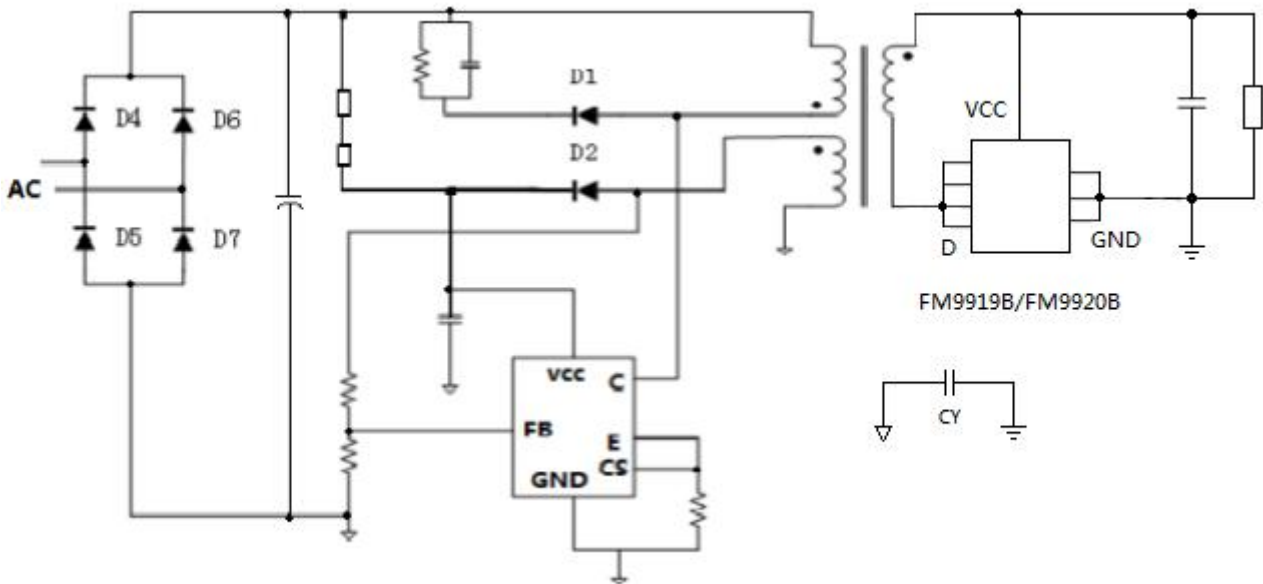 D1
D4
D6
VCC
D2
AC
D5
D7
D
GND
FM9919B/FM9920B
VCC
C
CY
FB
E
CS
GND